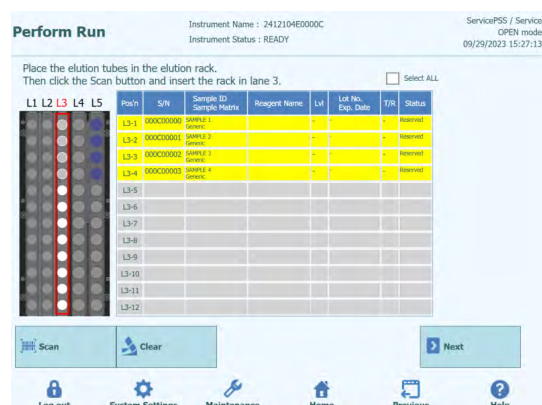 Perform Run
Instrument Name : 2412104E0000C
Instrument Status : READY
ServicePSS / Service
OPEN mode
09/29/2023 15:27:13
Place the elution tubes in the elution rack.
Then click the Scan button and insert the rack in lane 3.
Select ALL
L1 L2 L3 L4 L5
Pos'n S/N Sample ID Sample Matrix Reagent Name Lvl Lot No. Exp. Date T/R Status
L3-1 000C00000 SAMPLE 1 Generic - - - Reserved
L3-2 000C00001 SAMPLE 2 Generic - - - Reserved
L3-3 000C00002 SAMPLE 3 Generic - - - Reserved
L3-4 000C00003 SAMPLE 4 Generic - - - Reserved
L3-5
L3-6
L3-7
L3-8
L3-9
L3-10
L3-11
L3-12
Scan
Clear
Next
Log out System Settings Maintenance Home Previous Help